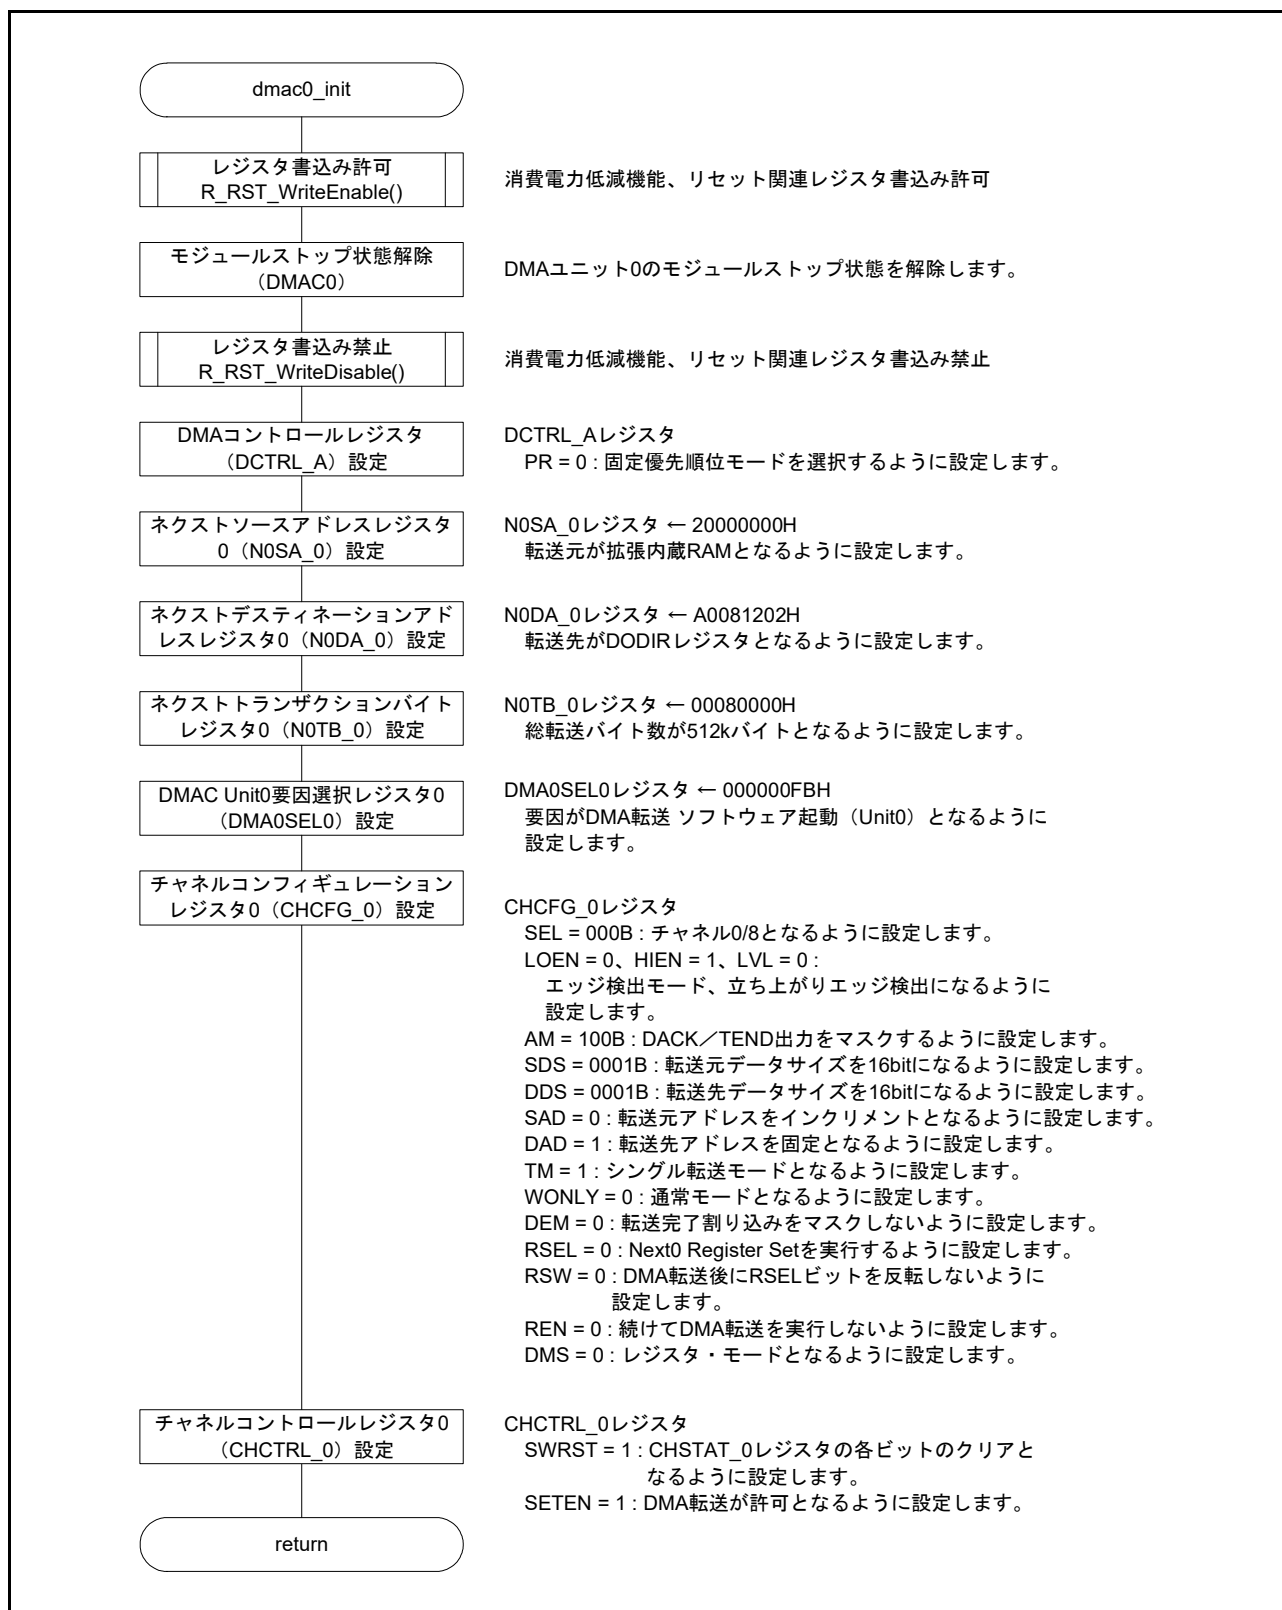 dmac0_init
レジスタ書込み許可
R_RST_WriteEnable()
消費電力低減機能、リセット関連レジスタ書込み許可
モジュールストップ状態解除
（DMAC0）
DMAユニット0のモジュールストップ状態を解除します。
レジスタ書込み禁止
R_RST_WriteDisable()
消費電力低減機能、リセット関連レジスタ書込み禁止
DMAコントロールレジスタ
（DCTRL_A）設定
DCTRL_Aレジスタ
PR = 0 : 固定優先順位モードを選択するように設定します。
ネクストソースアドレスレジスタ
0（N0SA_0）設定
N0SA_0レジスタ ← 20000000H
転送元が拡張内蔵RAMとなるように設定します。
ネクストデスティネーションアド
レスレジスタ0（N0DA_0）設定
N0DA_0レジスタ ← A0081202H
転送先がDODIRレジスタとなるように設定します。
ネクストトランザクションバイト
レジスタ0（N0TB_0）設定
N0TB_0レジスタ ← 00080000H
総転送バイト数が512kバイトとなるように設定します。
DMAC Unit0要因選択レジスタ0
（DMA0SEL0）設定
DMA0SEL0レジスタ ← 000000FBH
要因がDMA転送 ソフトウェア起動（Unit0）となるように
設定します。
チャネルコンフィギュレーション
レジスタ0（CHCFG_0）設定
CHCFG_0レジスタ
SEL = 000B : チャネル0/8となるように設定します。
LOEN = 0、HIEN = 1、LVL = 0 :
エッジ検出モード、立ち上がりエッジ検出になるように
設定します。
AM = 100B : DACK／TEND出力をマスクするように設定します。
SDS = 0001B : 転送元データサイズを16bitになるように設定します。
DDS = 0001B : 転送先データサイズを16bitになるように設定します。
SAD = 0 : 転送元アドレスをインクリメントとなるように設定します。
DAD = 1 : 転送先アドレスを固定となるように設定します。
TM = 1 : シングル転送モードとなるように設定します。
WONLY = 0 : 通常モードとなるように設定します。
DEM = 0 : 転送完了割り込みをマスクしないように設定します。
RSEL = 0 : Next0 Register Setを実行するように設定します。
RSW = 0 : DMA転送後にRSELビットを反転しないように
設定します。
REN = 0 : 続けてDMA転送を実行しないように設定します。
DMS = 0 : レジスタ・モードとなるように設定します。
チャネルコントロールレジスタ0
（CHCTRL_0）設定
CHCTRL_0レジスタ
SWRST = 1 : CHSTAT_0レジスタの各ビットのクリアと
なるように設定します。
SETEN = 1 : DMA転送が許可となるように設定します。
return